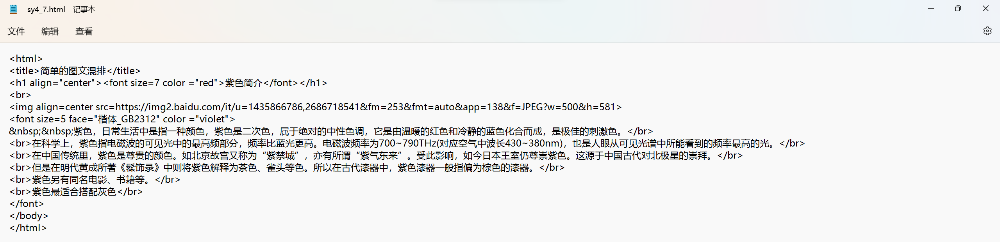 sy4_7.html - 记事本
文件 编辑 查看
<html>
<title>简单的图文混排</title>
<h1 align="center"><font size=7 color ="red">紫色简介</font></h1>
<br>
<img align=center src=https://img2.baidu.com/it/u=1435866786,2686718541&fm=253&fmt=auto&app=138&f=JPEG?w=500&h=581>
<font size=5 face="楷体_GB2312" color ="violet">
&nbsp;&nbsp;紫色，日常生活中是指一种颜色，紫色是二次色，属于绝对的中性色调，它是由温暖的红色和冷静的蓝色化合而成，是极佳的刺激色。</br>
<br>在科学上，紫色指电磁波的可见光中的最高频部分，频率比蓝光更高。电磁波频率为700~790THz(对应空气中波长430~380nm)，也是人眼从可见光谱中所能看到的频率最高的光。</br>
<br>在中国传统里，紫色是尊贵的颜色。如北京故宫又称为“紫禁城”，亦有所谓“紫气东来”。受此影响，如今日本王室仍尊崇紫色。这源于中国古代对北极星的崇拜。</br>
<br>但是在明代黄成所著《髹饰录》中则将紫色解释为茶色、雀头等色。所以在古代漆器中，紫色漆器一般指偏为棕色的漆器。</br>
<br>紫色另有同名电影、书籍等。</br>
<br>紫色最适合搭配灰色</br>
</font>
</body>
</html>